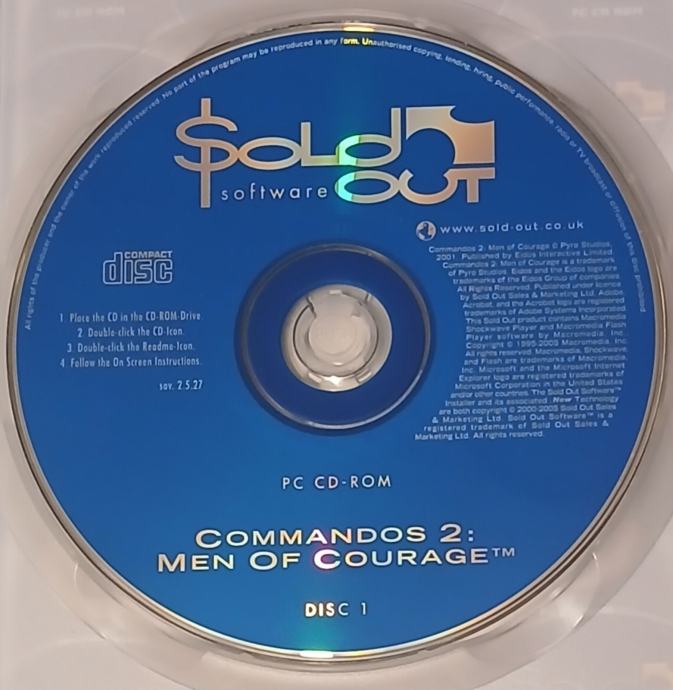 All rights of the producer and the owner of the work reproduced reserved. No part of the program may be reproduced in any form. Unauthorised copying, lending, hiring, public performance, radio or TV broadcast or diffusion of this disc prohibited
$old Out
software
www.sold-out.co.uk
COMPACT
disc
1. Place the CD in the CD-ROM-Drive.
2. Double-click the CD-Icon.
3. Double-click the Readme-Icon.
4. Follow the On Screen Instructions.
sav. 2.5.27
Commandos 2: Men of Courage © Pyro Studios,
2001. Published by Eidos Interactive Limited.
Commandos 2: Men of Courage is a trademark
of Pyro Studios. Eidos and the Eidos logo are
trademarks of the Eidos Group of companies.
All Rights Reserved. Published under licence
by Sold Out Sales & Marketing Ltd. Adobe,
Acrobat, and the Acrobat logo are registered
trademarks of Adobe Systems Incorporated.
This Sold Out product contains Macromedia
Shockwave Player and Macromedia Flash
Player software by Macromedia, Inc.,
Copyright © 1995-2005 Macromedia, Inc.
All rights reserved. Macromedia, Shockwave,
and Flash are trademarks of Macromedia,
Inc. Microsoft and the Microsoft Internet
Explorer logo are registered trademarks of
Microsoft Corporation in the United States
and/or other countries. The Sold Out Software™
Installer and its associated .New Technology
are both copyright © 2000-2005 Sold Out Sales
& Marketing Ltd. Sold Out Software™ is a
registered trademark of Sold Out Sales &
Marketing Ltd. All rights reserved.
PC CD-ROM
COMMANDOS 2:
MEN OF COURAGE™
DISC 1